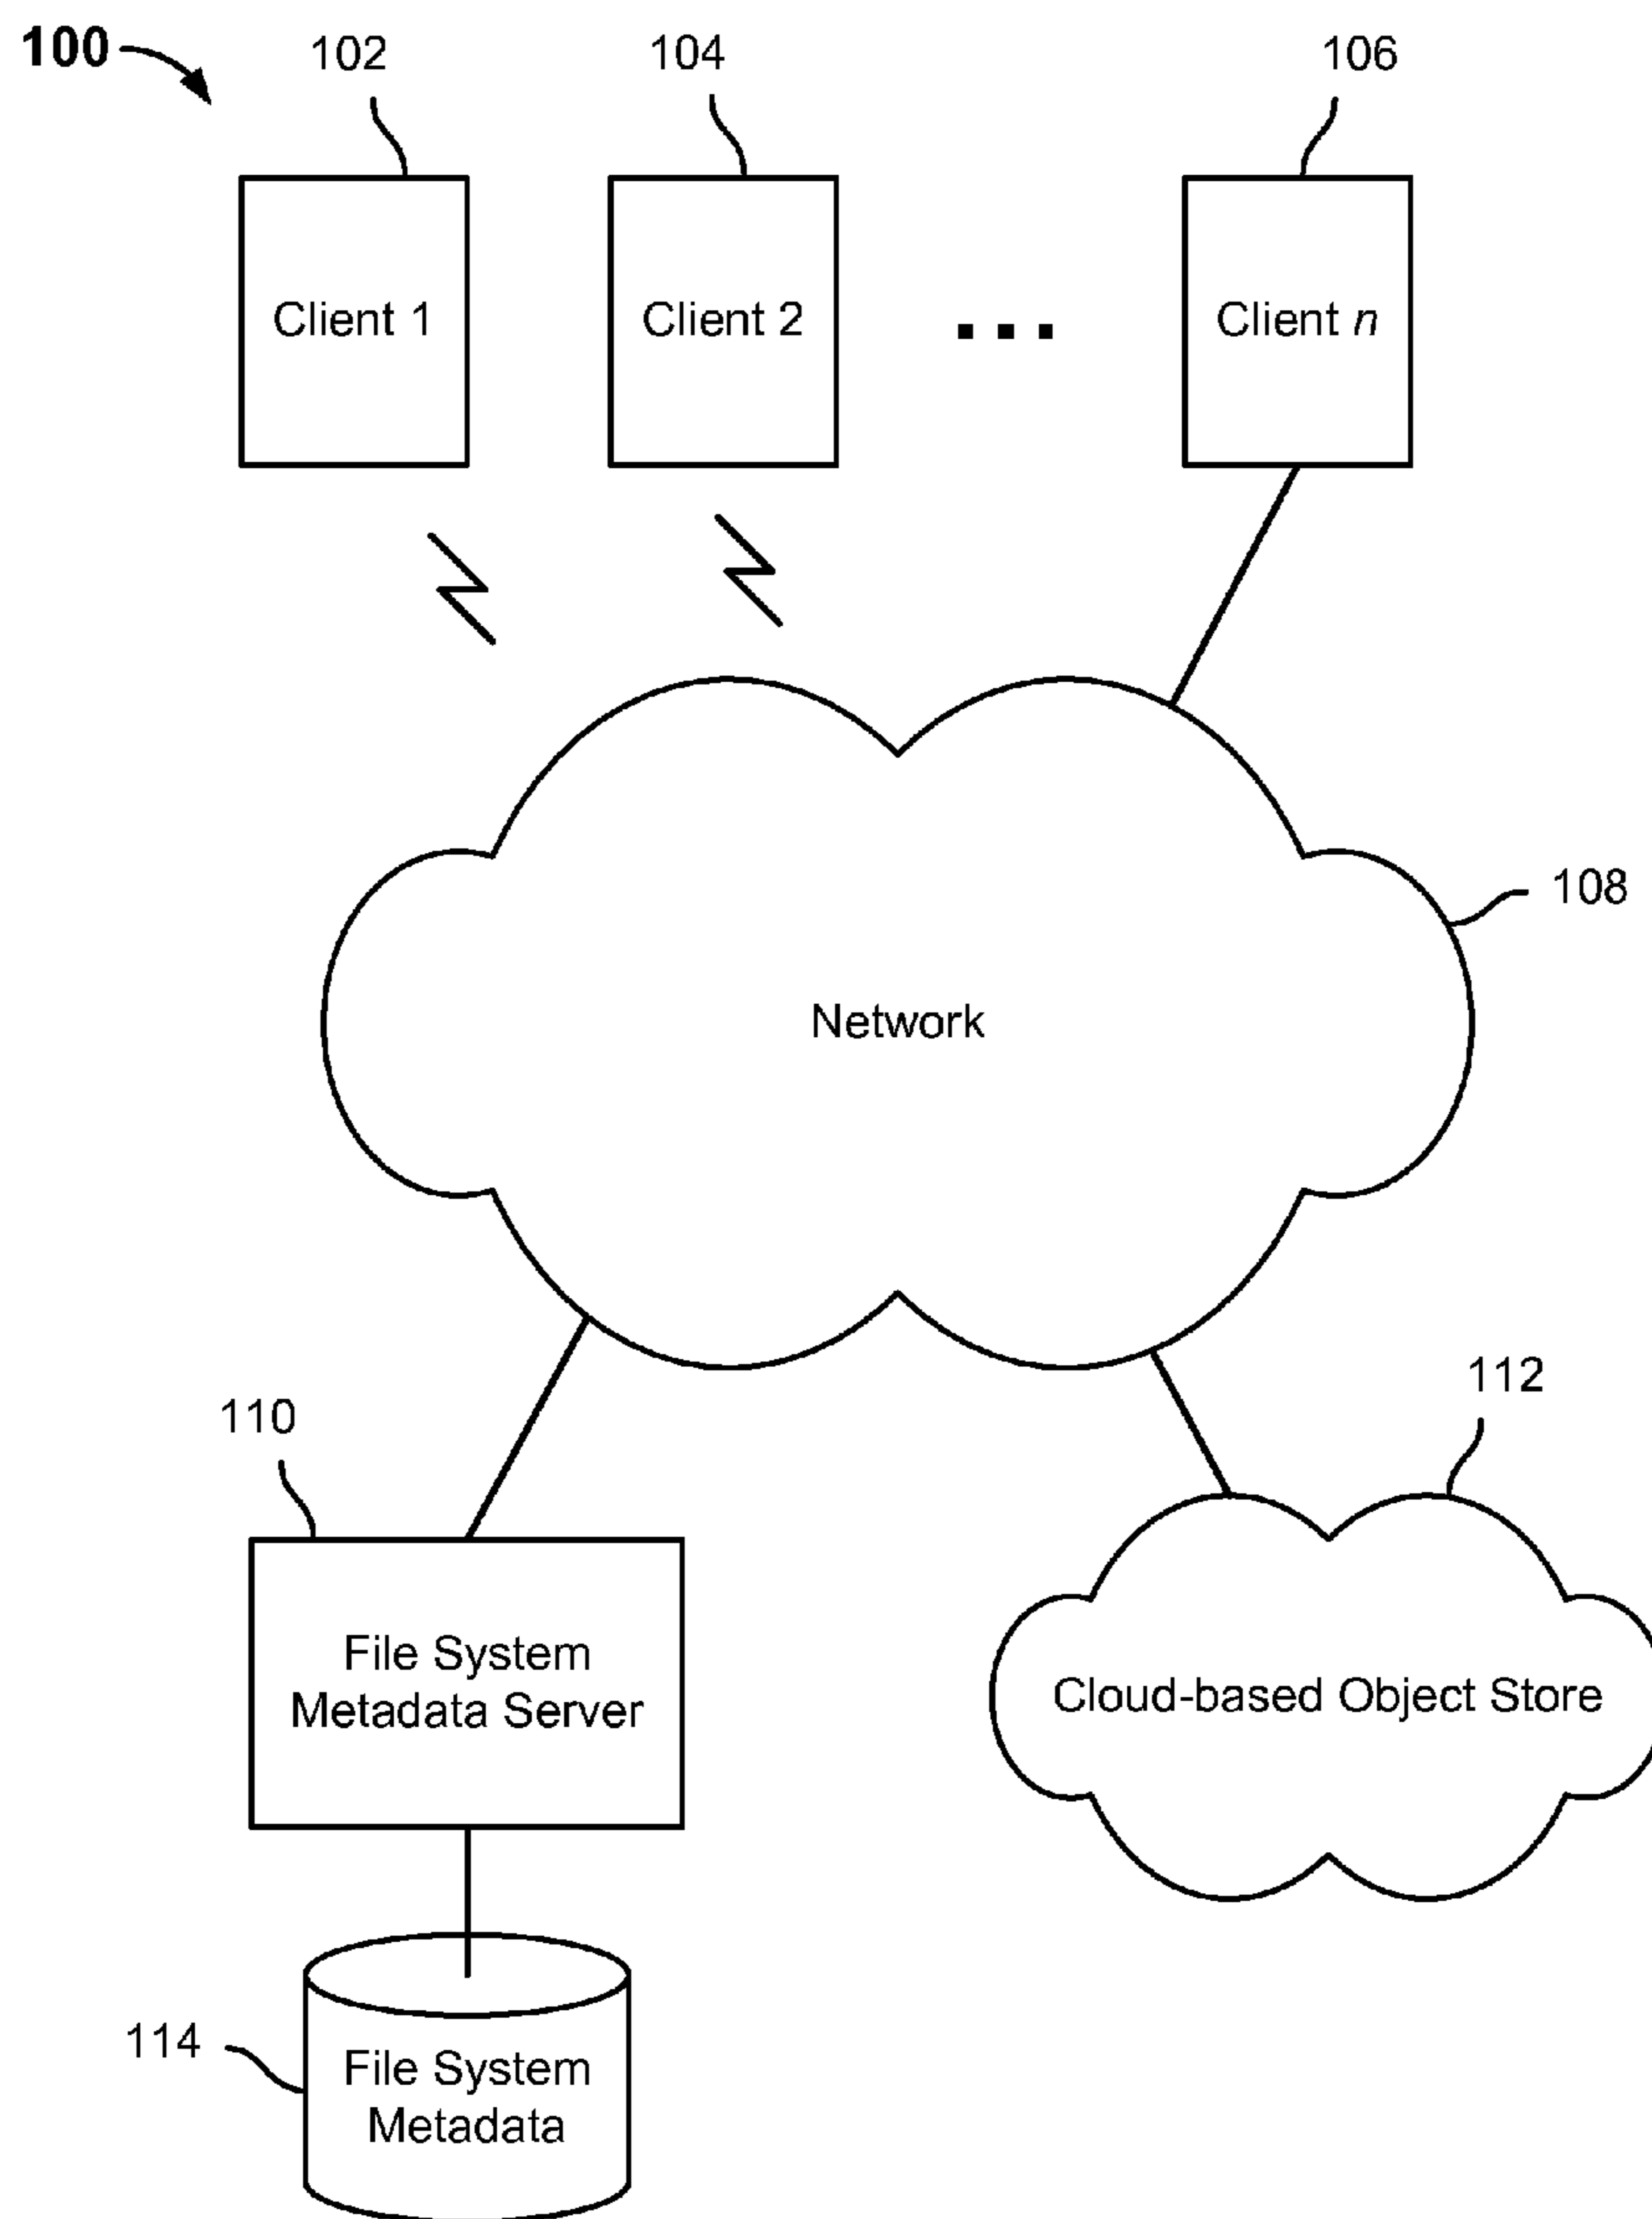 100
102
104
106
Client 1
Client 2
Client n
108
Network
112
110
File System
Metadata Server
Cloud-based Object Store
114
File System
Metadata